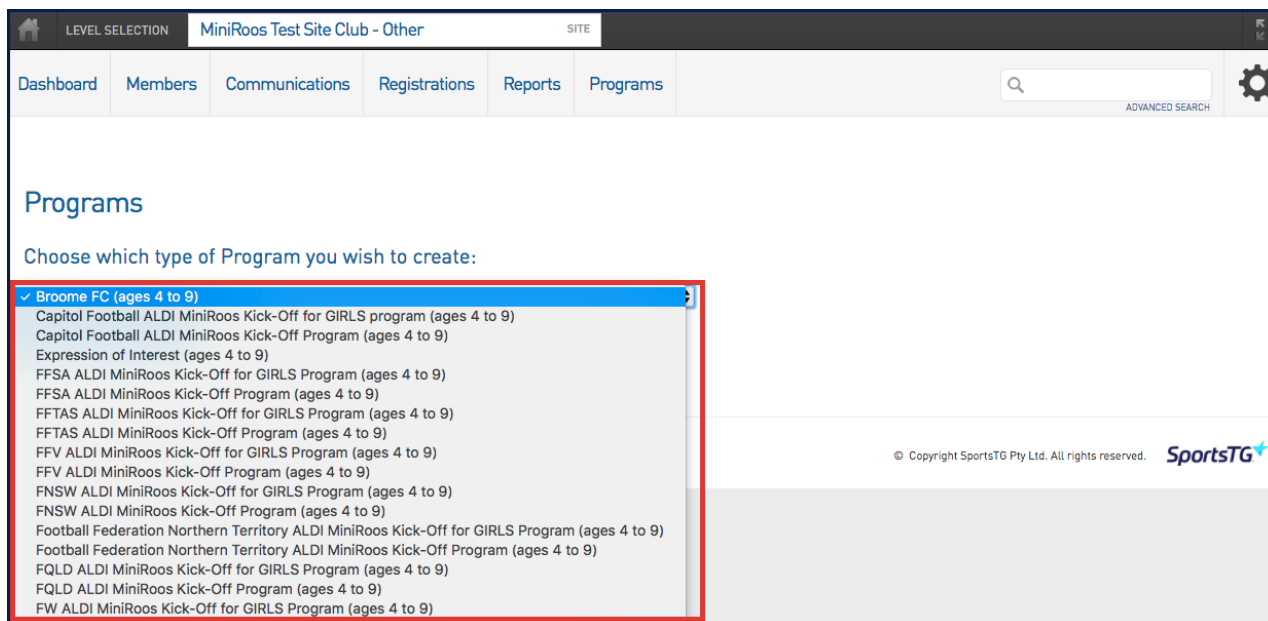 LEVEL SELECTION MiniRoos Test Site Club - Other SITE
Dashboard Members Communications Registrations Reports Programs
ADVANCED SEARCH
Programs
Choose which type of Program you wish to create:
✓ Broome FC (ages 4 to 9)
Capitol Football ALDI MiniRoos Kick-Off for GIRLS program (ages 4 to 9)
Capitol Football ALDI MiniRoos Kick-Off Program (ages 4 to 9)
Expression of Interest (ages 4 to 9)
FFSA ALDI MiniRoos Kick-Off for GIRLS Program (ages 4 to 9)
FFSA ALDI MiniRoos Kick-Off Program (ages 4 to 9)
FFTAS ALDI MiniRoos Kick-Off for GIRLS Program (ages 4 to 9)
FFTAS ALDI MiniRoos Kick-Off Program (ages 4 to 9)
FFV ALDI MiniRoos Kick-Off for GIRLS Program (ages 4 to 9)
FFV ALDI MiniRoos Kick-Off Program (ages 4 to 9)
FNSW ALDI MiniRoos Kick-Off for GIRLS Program (ages 4 to 9)
FNSW ALDI MiniRoos Kick-Off Program (ages 4 to 9)
Football Federation Northern Territory ALDI MiniRoos Kick-Off for GIRLS Program (ages 4 to 9)
Football Federation Northern Territory ALDI MiniRoos Kick-Off Program (ages 4 to 9)
FQLD ALDI MiniRoos Kick-Off for GIRLS Program (ages 4 to 9)
FQLD ALDI MiniRoos Kick-Off Program (ages 4 to 9)
FW ALDI MiniRoos Kick-Off for GIRLS Program (ages 4 to 9)
© Copyright SportsTG Pty Ltd. All rights reserved. SportsTG